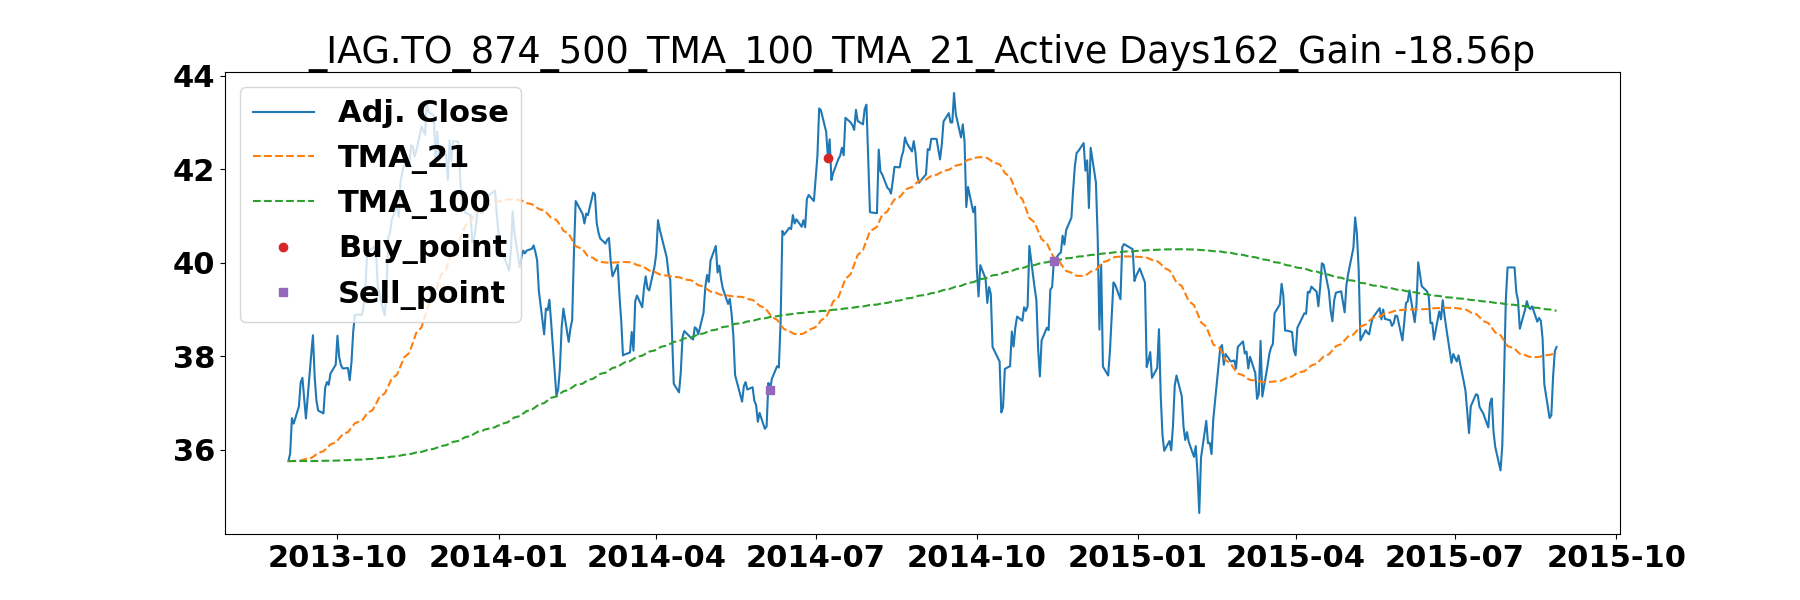 _IAG.TO_874_500_TMA_100_TMA_21_Active Days162_Gain -18.56p
44
42
40
38
36
Adj. Close
TMA_21
TMA_100
Buy_point
Sell_point
2013-10 2014-01 2014-04 2014-07 2014-10 2015-01 2015-04 2015-07 2015-10